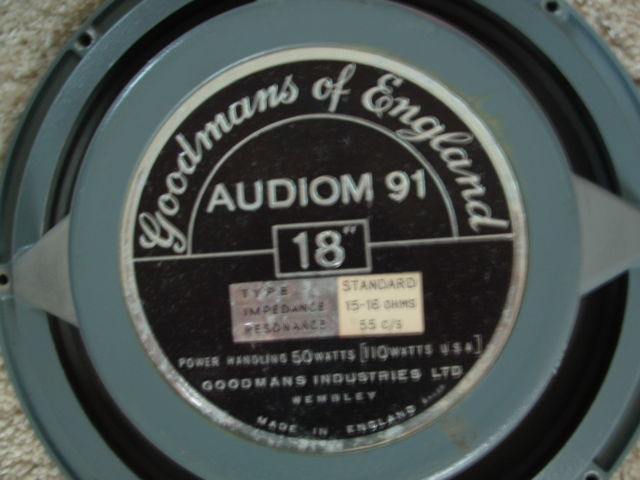 Goodmans of England
AUDIOM 91
18"
TYPE STANDARD
IMPEDANCE 15-16 OHMS
RESONANCE 55 C/S
POWER HANDLING 50 WATTS [110 WATTS U.S.A]
GOODMANS INDUSTRIES LTD
WEMBLEY
MADE IN ENGLAND